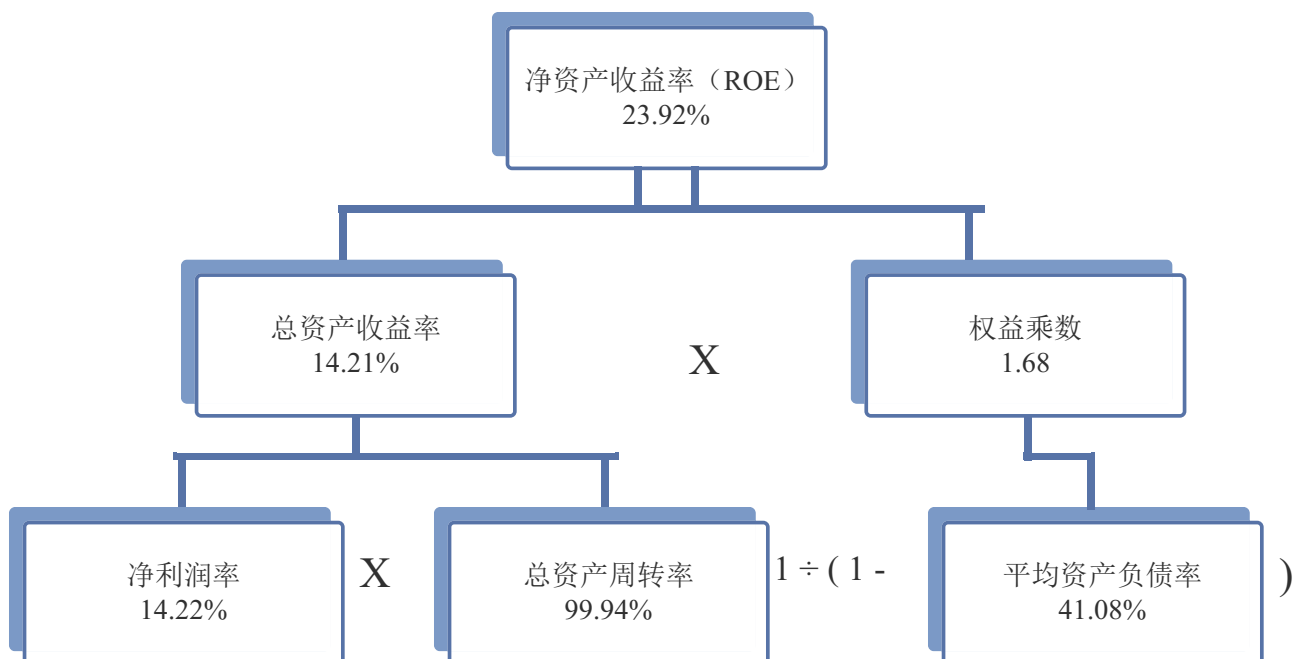 净资产收益率（ROE）
23.92%
总资产收益率
14.21%
X
权益乘数
1.68
净利润率
14.22%
X
总资产周转率
99.94%
1 ÷ ( 1 -
平均资产负债率
41.08%
)